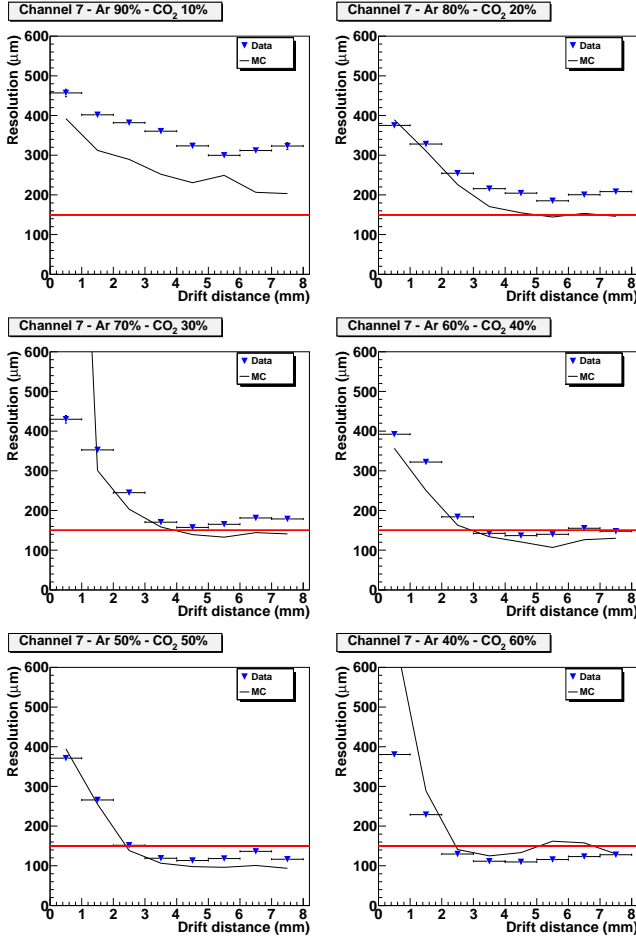 Channel 7 - Ar 90% - CO₂ 10%
Resolution (μm)
600
500
400
300
200
100
0
Data
MC
0 1 2 3 4 5 6 7 8
Drift distance (mm)
Channel 7 - Ar 80% - CO₂ 20%
Resolution (μm)
600
500
400
300
200
100
0
Data
MC
0 1 2 3 4 5 6 7 8
Drift distance (mm)
Channel 7 - Ar 70% - CO₂ 30%
Resolution (μm)
600
500
400
300
200
100
0
Data
MC
0 1 2 3 4 5 6 7 8
Drift distance (mm)
Channel 7 - Ar 60% - CO₂ 40%
Resolution (μm)
600
500
400
300
200
100
0
Data
MC
0 1 2 3 4 5 6 7 8
Drift distance (mm)
Channel 7 - Ar 50% - CO₂ 50%
Resolution (μm)
600
500
400
300
200
100
0
Data
MC
0 1 2 3 4 5 6 7 8
Drift distance (mm)
Channel 7 - Ar 40% - CO₂ 60%
Resolution (μm)
600
500
400
300
200
100
0
Data
MC
0 1 2 3 4 5 6 7 8
Drift distance (mm)